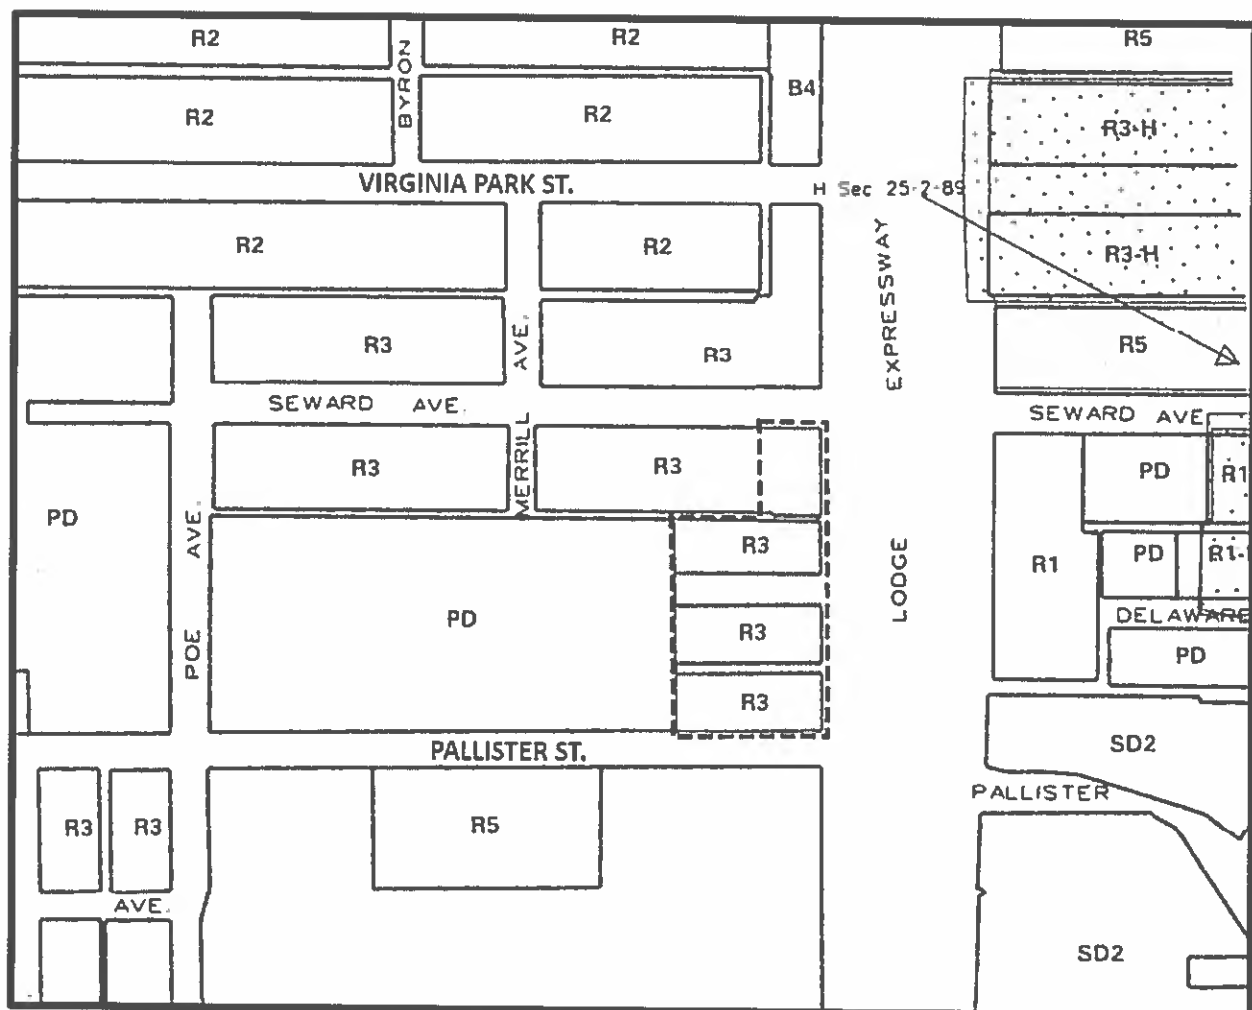 R2
R2
R5
BYRON
B4
R2
R2
R3-H
VIRGINIA PARK ST.
H Sec 25-2-89
R2
R2
EXPRESSWAY
R3-H
R3
AVE.
R3
R5
SEWARD AVE.
SEWARD AVE
MERRILL
R3
R3
PD
R1
PD
POE AVE.
R3
LODGE
R1
PD
R1-
PD
R3
DELAWARE
PD
R3
PALLISTER ST.
SD2
PALLISTER
R3
R3
R5
AVE.
SD2